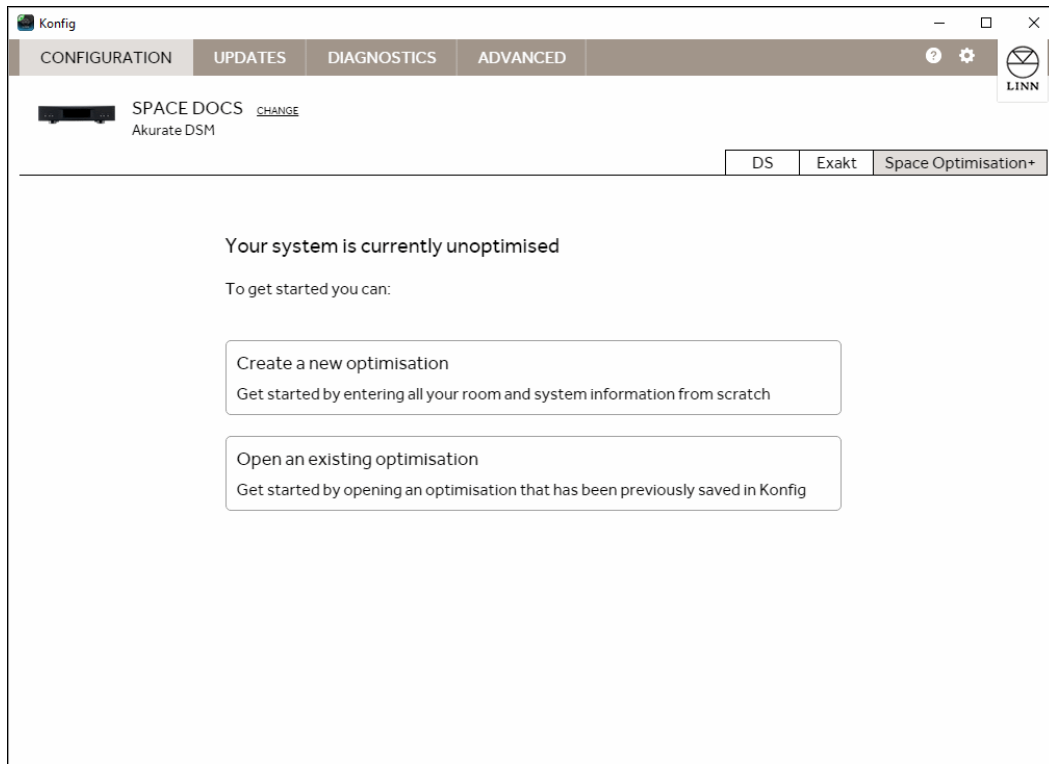 Konfig
CONFIGURATION UPDATES DIAGNOSTICS ADVANCED
LINN
SPACE DOCS CHANGE
Akurate DSM
DS Exakt Space Optimisation+
Your system is currently unoptimised
To get started you can:
Create a new optimisation
Get started by entering all your room and system information from scratch
Open an existing optimisation
Get started by opening an optimisation that has been previously saved in Konfig